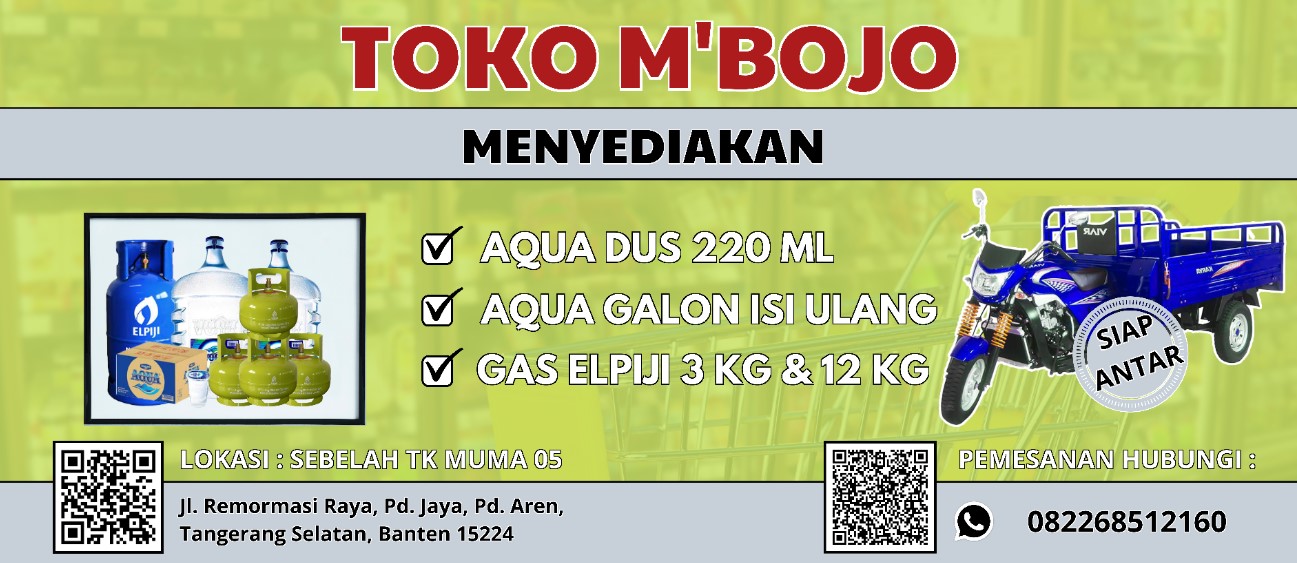 TOKO M'BOJO
MENYEDIAKAN
AQUA DUS 220 ML
AQUA GALON ISI ULANG
GAS ELPIJI 3 KG & 12 KG
ELPIJI
AQUA
VIAR
SIAP
ANTAR
LOKASI : SEBELAH TK MUMA 05
Jl. Remormasi Raya, Pd. Jaya, Pd. Aren,
Tangerang Selatan, Banten 15224
PEMESANAN HUBUNGI :
082268512160